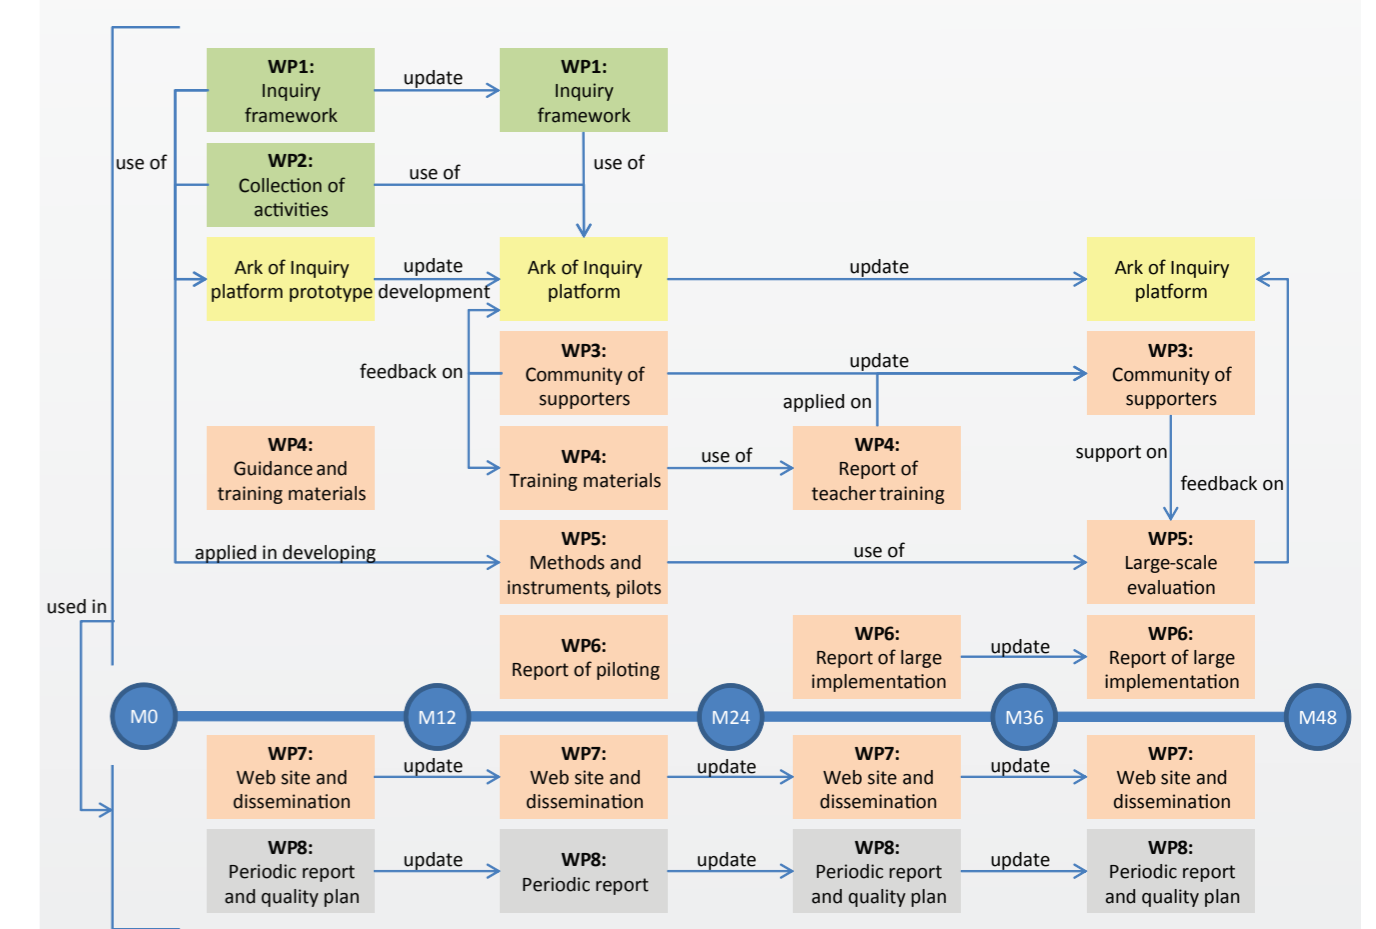 WP1:
Inquiry
framework
update
WP1:
Inquiry
framework
use of
WP2:
Collection of
activities
use of
use of
Ark of Inquiry
platform prototype
update
development
Ark of Inquiry
platform
update
Ark of Inquiry
platform
feedback on
WP3:
Community of
supporters
update
applied on
WP3:
Community of
supporters
WP4:
Guidance and
training materials
WP4:
Training materials
use of
WP4:
Report of
teacher training
support on
feedback on
applied in developing
WP5:
Methods and
instruments, pilots
use of
WP5:
Large-scale
evaluation
used in
WP6:
Report of piloting
WP6:
Report of large
implementation
update
WP6:
Report of large
implementation
M0
M12
M24
M36
M48
WP7:
Web site and
dissemination
update
WP7:
Web site and
dissemination
update
WP7:
Web site and
dissemination
update
WP7:
Web site and
dissemination
WP8:
Periodic report
and quality plan
update
WP8:
Periodic report
update
WP8:
Periodic report
and quality plan
update
WP8:
Periodic report
and quality plan